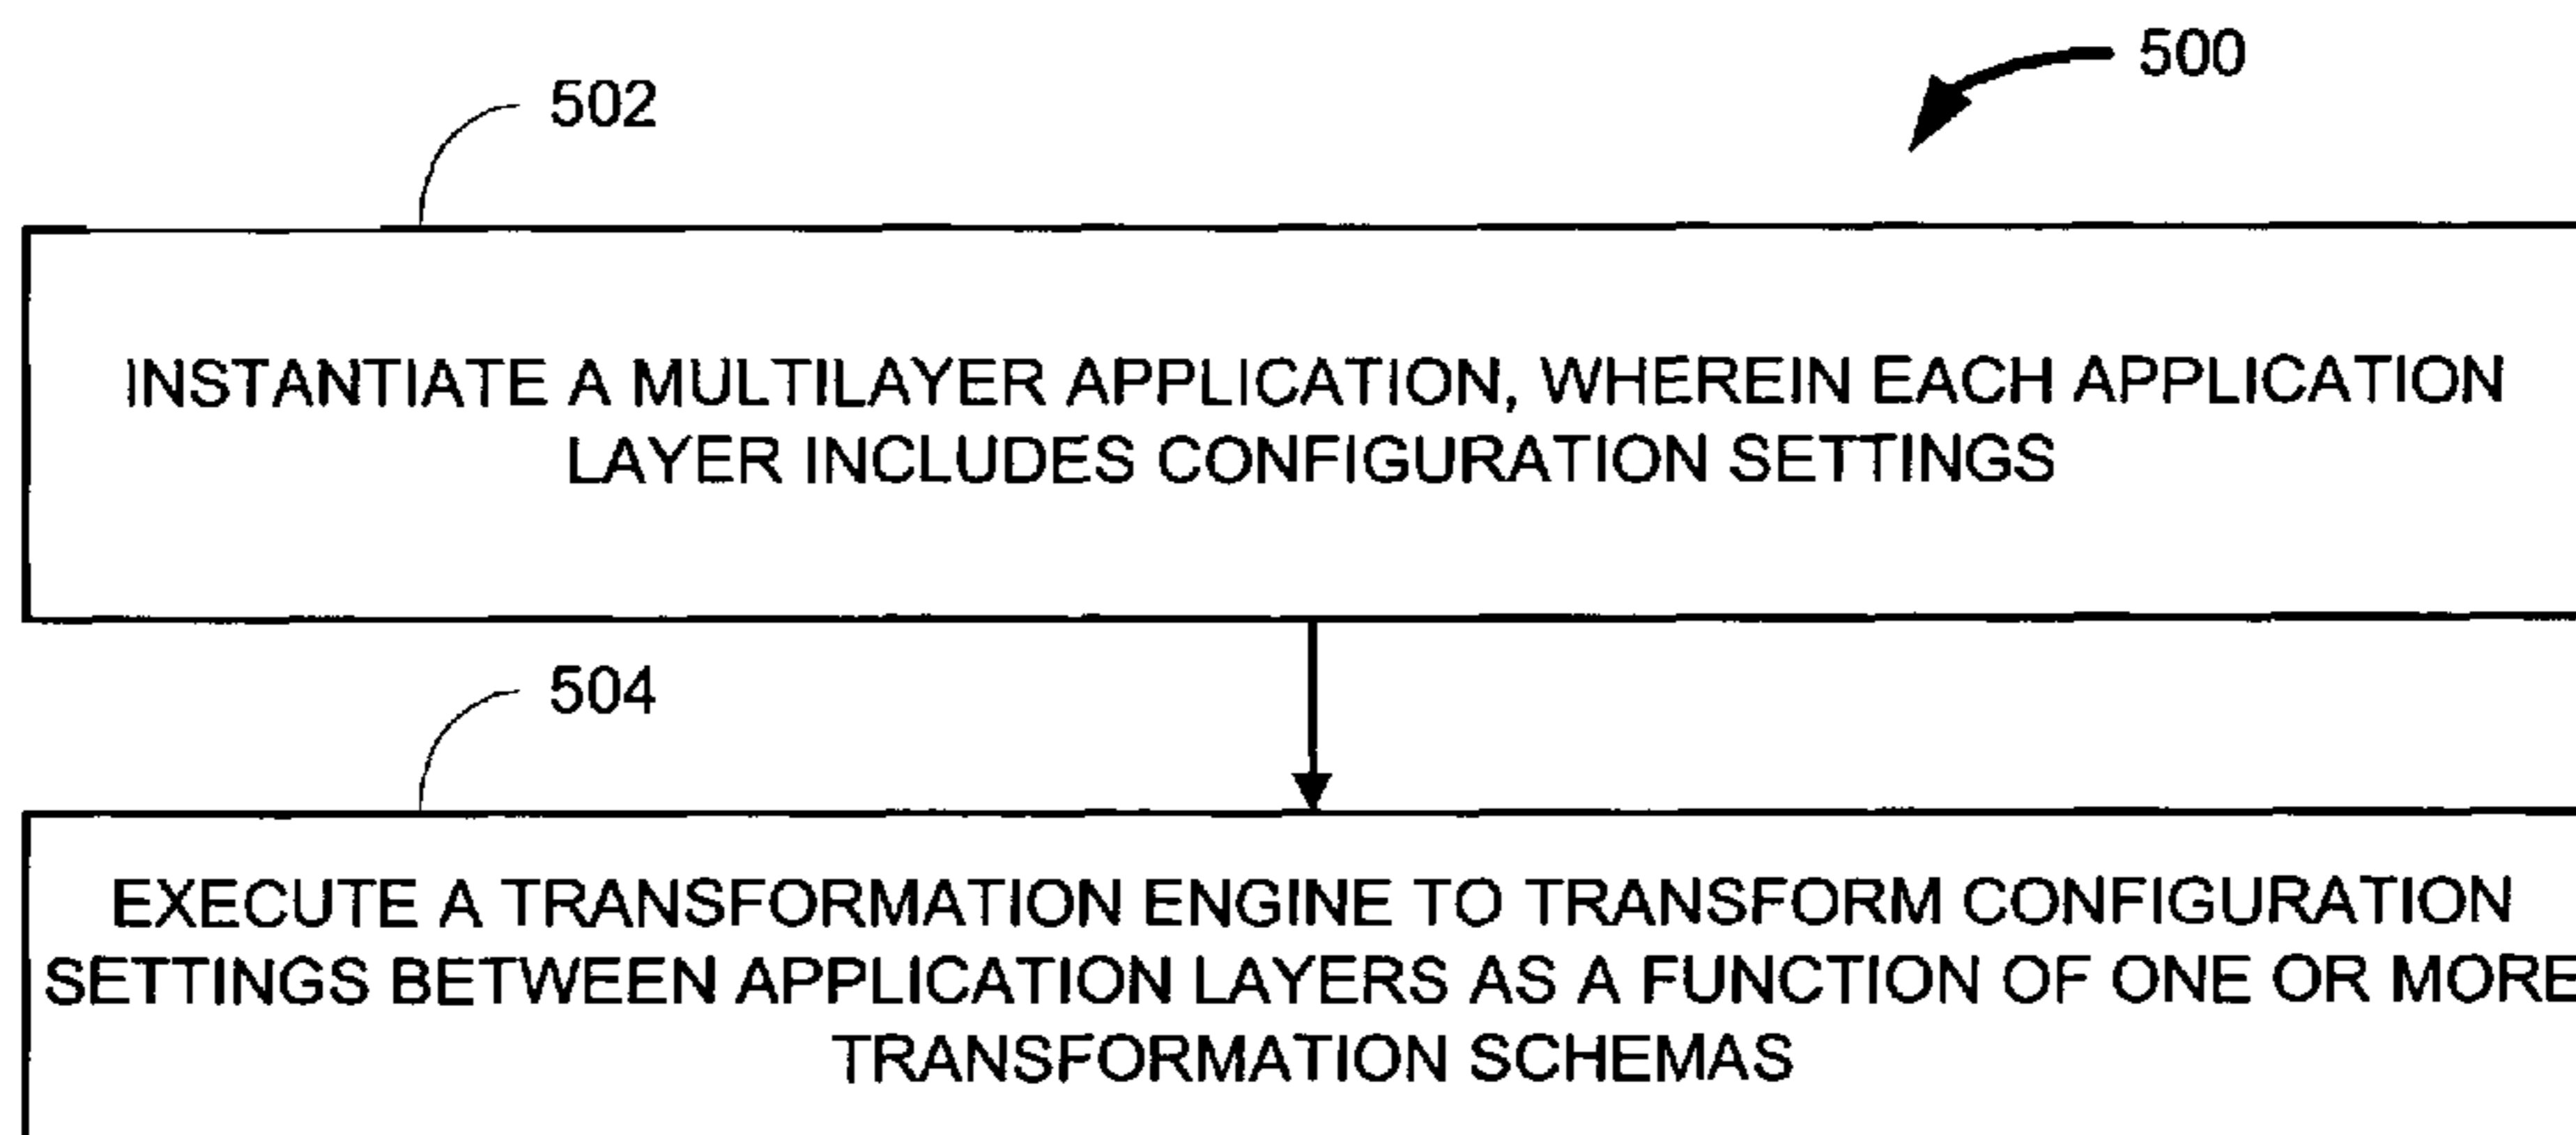 500
502
INSTANTIATE A MULTILAYER APPLICATION, WHEREIN EACH APPLICATION
LAYER INCLUDES CONFIGURATION SETTINGS
504
EXECUTE A TRANSFORMATION ENGINE TO TRANSFORM CONFIGURATION
SETTINGS BETWEEN APPLICATION LAYERS AS A FUNCTION OF ONE OR MORE
TRANSFORMATION SCHEMAS